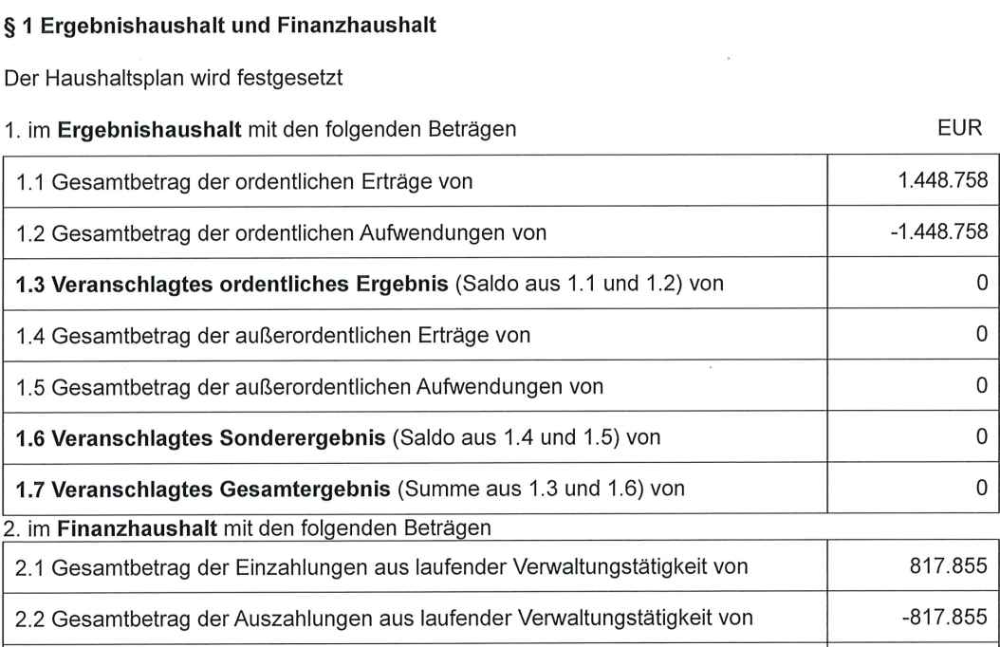 § 1 Ergebnishaushalt und Finanzhaushalt
Der Haushaltsplan wird festgesetzt
1. im Ergebnishaushalt mit den folgenden Beträgen EUR
1.1 Gesamtbetrag der ordentlichen Erträge von 1.448.758
1.2 Gesamtbetrag der ordentlichen Aufwendungen von -1.448.758
1.3 Veranschlagtes ordentliches Ergebnis (Saldo aus 1.1 und 1.2) von 0
1.4 Gesamtbetrag der außerordentlichen Erträge von 0
1.5 Gesamtbetrag der außerordentlichen Aufwendungen von 0
1.6 Veranschlagtes Sonderergebnis (Saldo aus 1.4 und 1.5) von 0
1.7 Veranschlagtes Gesamtergebnis (Summe aus 1.3 und 1.6) von 0
2. im Finanzhaushalt mit den folgenden Beträgen
2.1 Gesamtbetrag der Einzahlungen aus laufender Verwaltungstätigkeit von 817.855
2.2 Gesamtbetrag der Auszahlungen aus laufender Verwaltungstätigkeit von -817.855